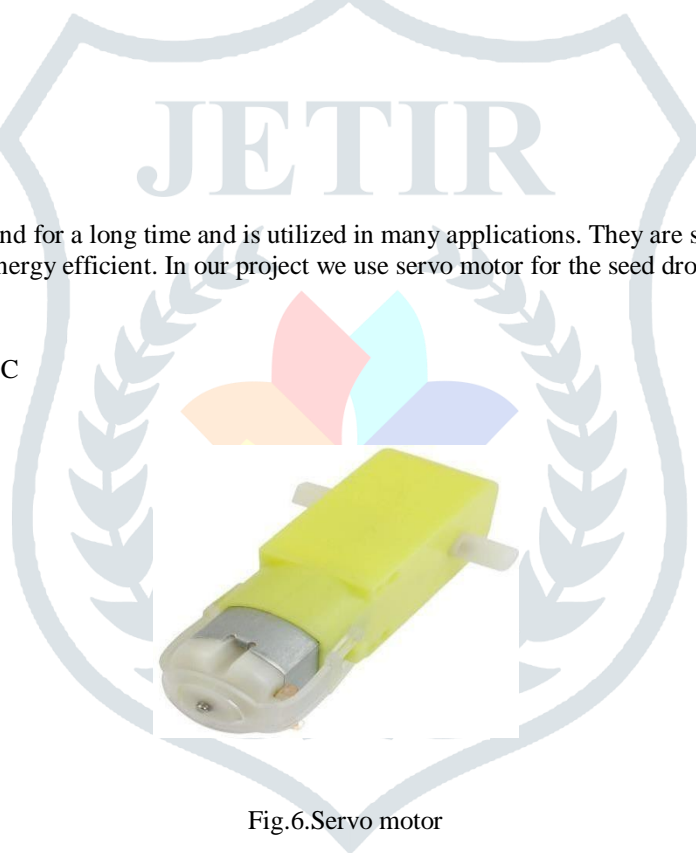 JETIR
nd for a long time and is utilized in many applications. They are s
nergy efficient. In our project we use servo motor for the seed dro
C
Fig.6.Servo motor